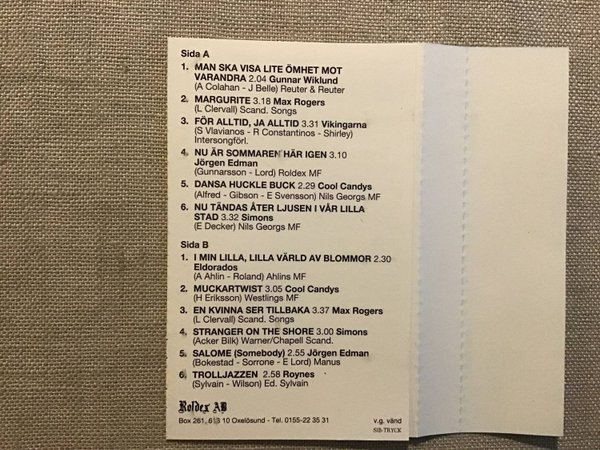 Sida A
1. MAN SKA VISA LITE ÖMHET MOT
VARANDRA 2.04 Gunnar Wiklund
(A Colahan - J Belle) Reuter & Reuter
2. MARGURITE 3.18 Max Rogers
(L Clervall) Scand. Songs
3. FÖR ALLTID, JA ALLTID 3.31 Vikingarna
(S Vlavianos - R Constantinos - Shirley)
Intersongförl.
4. NU ÄR SOMMAREN HÄR IGEN 3.10
Jörgen Edman
(Gunnarsson - Lord) Roldex MF
5. DANSA HUCKLE BUCK 2.29 Cool Candys
(Alfred - Gibson - E Svensson) Nils Georgs MF
6. NU TÄNDAS ÅTER LJUSEN I VÅR LILLA
STAD 3.32 Simons
(E Decker) Nils Georgs MF
Sida B
1. I MIN LILLA, LILLA VÄRLD AV BLOMMOR 2.30
Eldorados
(A Ahlin - Roland) Ahlins MF
2. MUCKARTWIST 3.05 Cool Candys
(H Eriksson) Westlings MF
3. EN KVINNA SER TILLBAKA 3.37 Max Rogers
(L Clervall) Scand. Songs
4. STRANGER ON THE SHORE 3.00 Simons
(Acker Bilk) Warner/Chapell Scand.
5. SALOME (Somebody) 2.55 Jörgen Edman
(Bokestad - Sorrone - E Lord) Manus
6. TROLLJAZZEN 2.58 Roynes
(Sylvain - Wilson) Ed. Sylvain
Roldex AB
Box 261, 613 10 Oxelösund - Tel. 0155-22 35 31
v.g. vänd
SIB-TRYCK